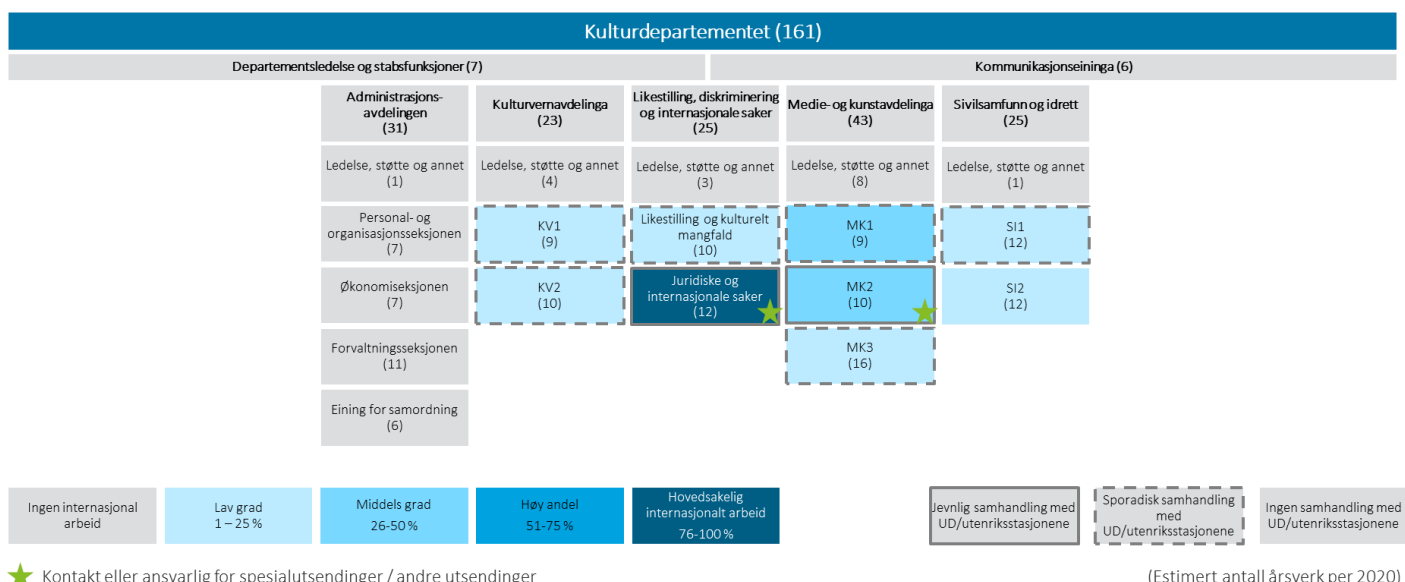 Kulturdepartementet (161)
Departementsledelse og stabsfunksjoner (7)
Kommunikasjonseininga (6)
Administrasjons-
avdelingen
(31)
Kulturvernavdelinga
(23)
Likestilling, diskriminering
og internasjonale saker
(25)
Medie- og kunstavdelinga
(43)
Sivilsamfunn og idrett
(25)
Ledelse, støtte og annet
(1)
Ledelse, støtte og annet
(4)
Ledelse, støtte og annet
(3)
Ledelse, støtte og annet
(8)
Ledelse, støtte og annet
(1)
Personal- og
organisasjonsseksjonen
(7)
KV1
(9)
Likestilling og kulturelt
mangfald
(10)
MK1
(9)
SI1
(12)
Økonomiseksjonen
(7)
KV2
(10)
Juridiske og
internasjonale saker
(12)
MK2
(10)
SI2
(12)
Forvaltningsseksjonen
(11)
MK3
(16)
Eining for samordning
(6)
Ingen internasjonal
arbeid
Lav grad
1 – 25 %
Middels grad
26-50 %
Høy andel
51-75 %
Hovedsakelig
internasjonalt arbeid
76-100 %
Jevnlig samhandling med
UD/utenriksstasjonene
Sporadisk samhandling
med
UD/utenriksstasjonene
Ingen samhandling med
UD/utenriksstasjonene
Kontakt eller ansvarlig for spesialutsendinger / andre utsendinger
(Estimert antall årsverk per 2020)